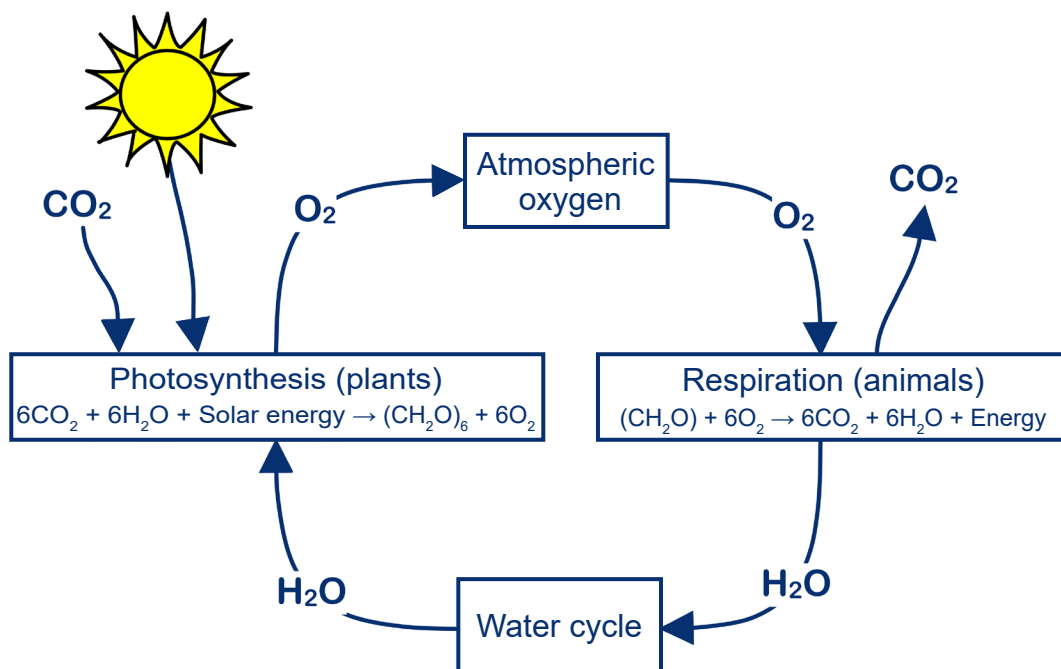 Atmospheric
oxygen
CO₂
CO₂
O₂
O₂
Photosynthesis (plants)
6CO₂ + 6H₂O + Solar energy → (CH₂O)₆ + 6O₂
Respiration (animals)
(CH₂O) + 6O₂ → 6CO₂ + 6H₂O + Energy
H₂O
H₂O
Water cycle